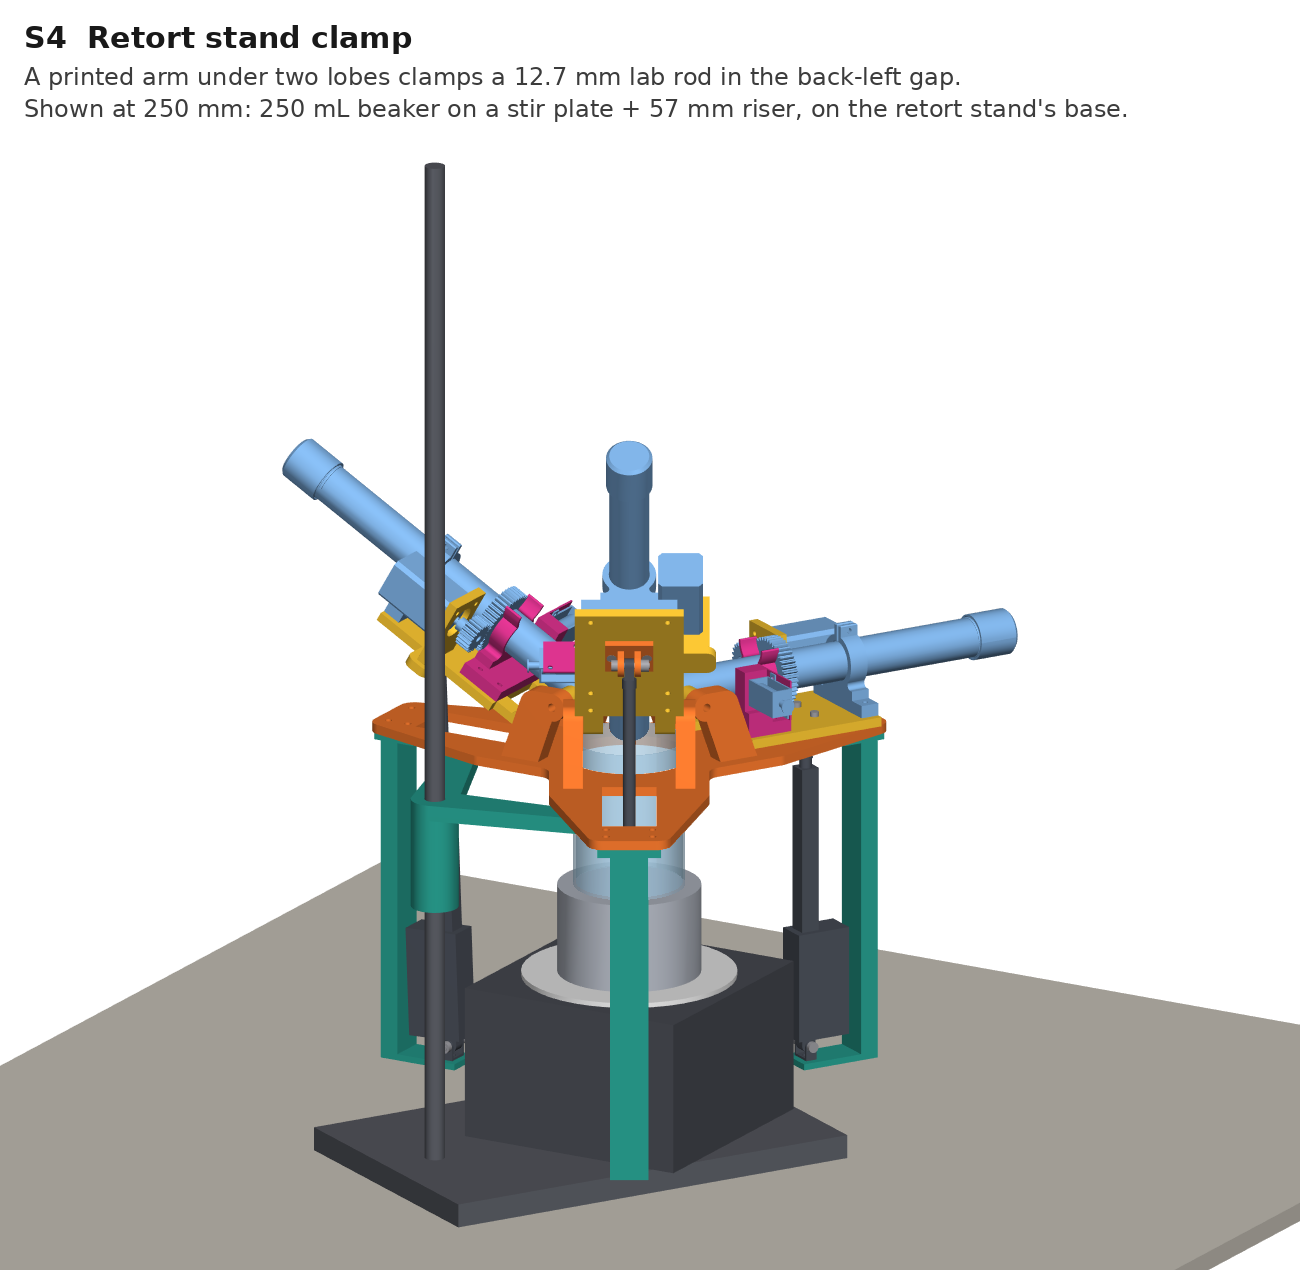 S4 Retort stand clamp
A printed arm under two lobes clamps a 12.7 mm lab rod in the back-left gap.
Shown at 250 mm: 250 mL beaker on a stir plate + 57 mm riser, on the retort stand's base.